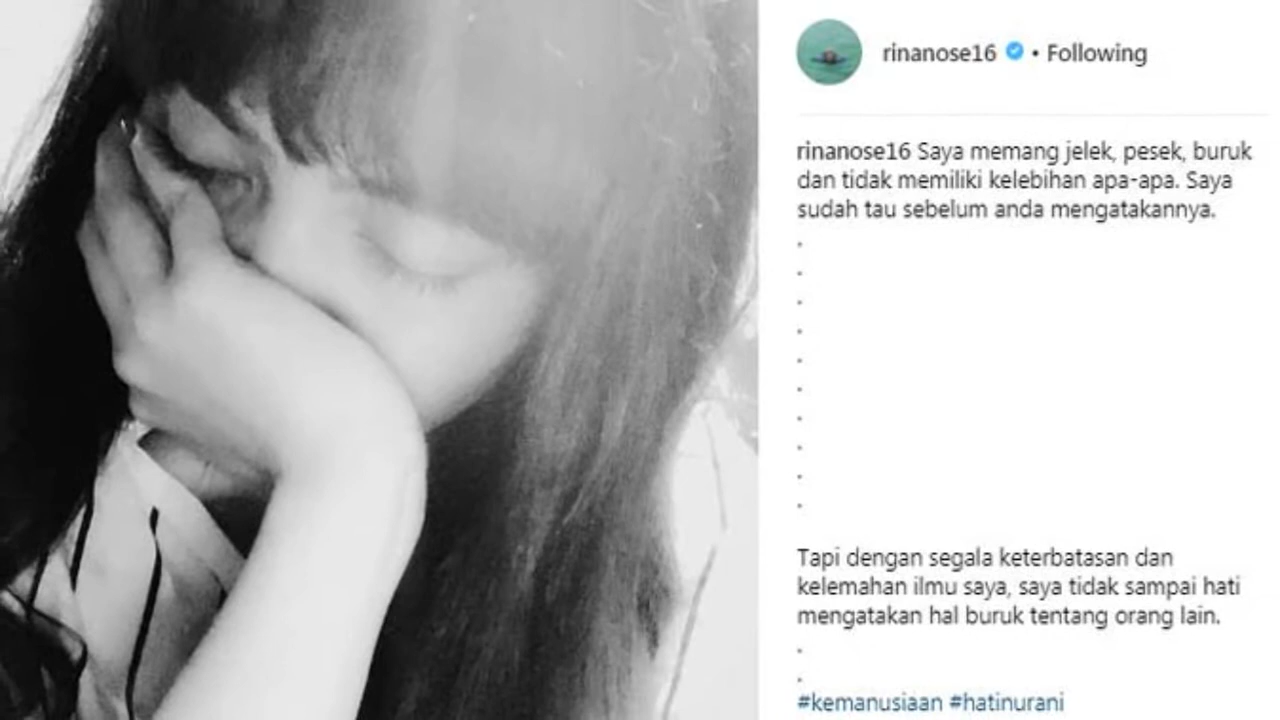 rinanose16 • Following
rinanose16 Saya memang jelek, pesek, buruk
dan tidak memiliki kelebihan apa-apa. Saya
sudah tau sebelum anda mengatakannya.
.
.
.
.
.
.
.
.
.
.
Tapi dengan segala keterbatasan dan
kelemahan ilmu saya, saya tidak sampai hati
mengatakan hal buruk tentang orang lain.
.
.
#kemanusiaan #hatinurani